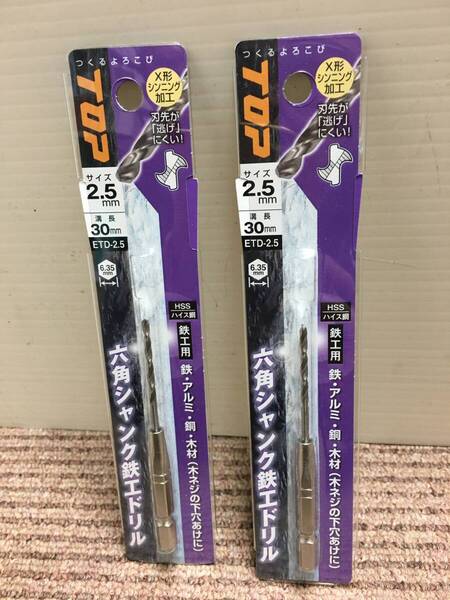 つくるよろこび
TOP
X形
シンニング
加工
刃先が
「逃げ」
にくい!
サイズ
2.5
mm
溝長
30mm
ETD-2.5
6.35
mm
HSS
ハイス鋼
鉄工用
鉄・アルミ・銅・木材(木ネジの下穴あけに)
六角シャンク鉄工ドリル
つくるよろこび
TOP
X形
シンニング
加工
刃先が
「逃げ」
にくい!
サイズ
2.5
mm
溝長
30mm
ETD-2.5
6.35
mm
HSS
ハイス鋼
鉄工用
鉄・アルミ・銅・木材(木ネジの下穴あけに)
六角シャンク鉄工ドリル